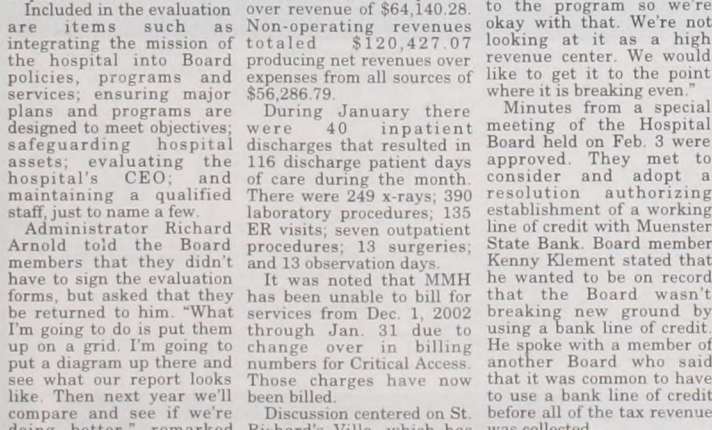 Included in the evaluation
are items such as
integrating the mission of
the hospital into Board
policies, programs and
services; ensuring major
plans and programs are
designed to meet objectives;
safeguarding hospital
assets; evaluating the
hospital's CEO; and
maintaining a qualified
staff, just to name a few.
Administrator Richard
Arnold told the Board
members that they didn't
have to sign the evaluation
forms, but asked that they
be returned to him. "What
I'm going to do is put them
up on a grid. I'm going to
put a diagram up there and
see what our report looks
like. Then next year we'll
compare and see if we're
doing better," remarked
over revenue of $64,140.28.
Non-operating revenues
totaled $120,427.07
producing net revenues over
expenses from all sources of
$56,286.79.
During January there
were 40 inpatient
discharges that resulted in
116 discharge patient days
of care during the month.
There were 249 x-rays; 390
laboratory procedures; 135
ER visits; seven outpatient
procedures; 13 surgeries;
and 13 observation days.
It was noted that MMH
has been unable to bill for
services from Dec. 1, 2002
through Jan. 31 due to
change over in billing
numbers for Critical Access.
Those charges have now
been billed.
Discussion centered on St.
Richard's Villa, which has
to the program so we're
okay with that. We're not
looking at it as a high
revenue center. We would
like to get it to the point
where it is breaking even."
Minutes from a special
meeting of the Hospital
Board held on Feb. 3 were
approved. They met to
consider and adopt a
resolution authorizing
establishment of a working
line of credit with Muenster
State Bank. Board member
Kenny Klement stated that
he wanted to be on record
that the Board wasn't
breaking new ground by
using a bank line of credit.
He spoke with a member of
another Board who said
that it was common to have
to use a bank line of credit
before all of the tax revenue
was collected.